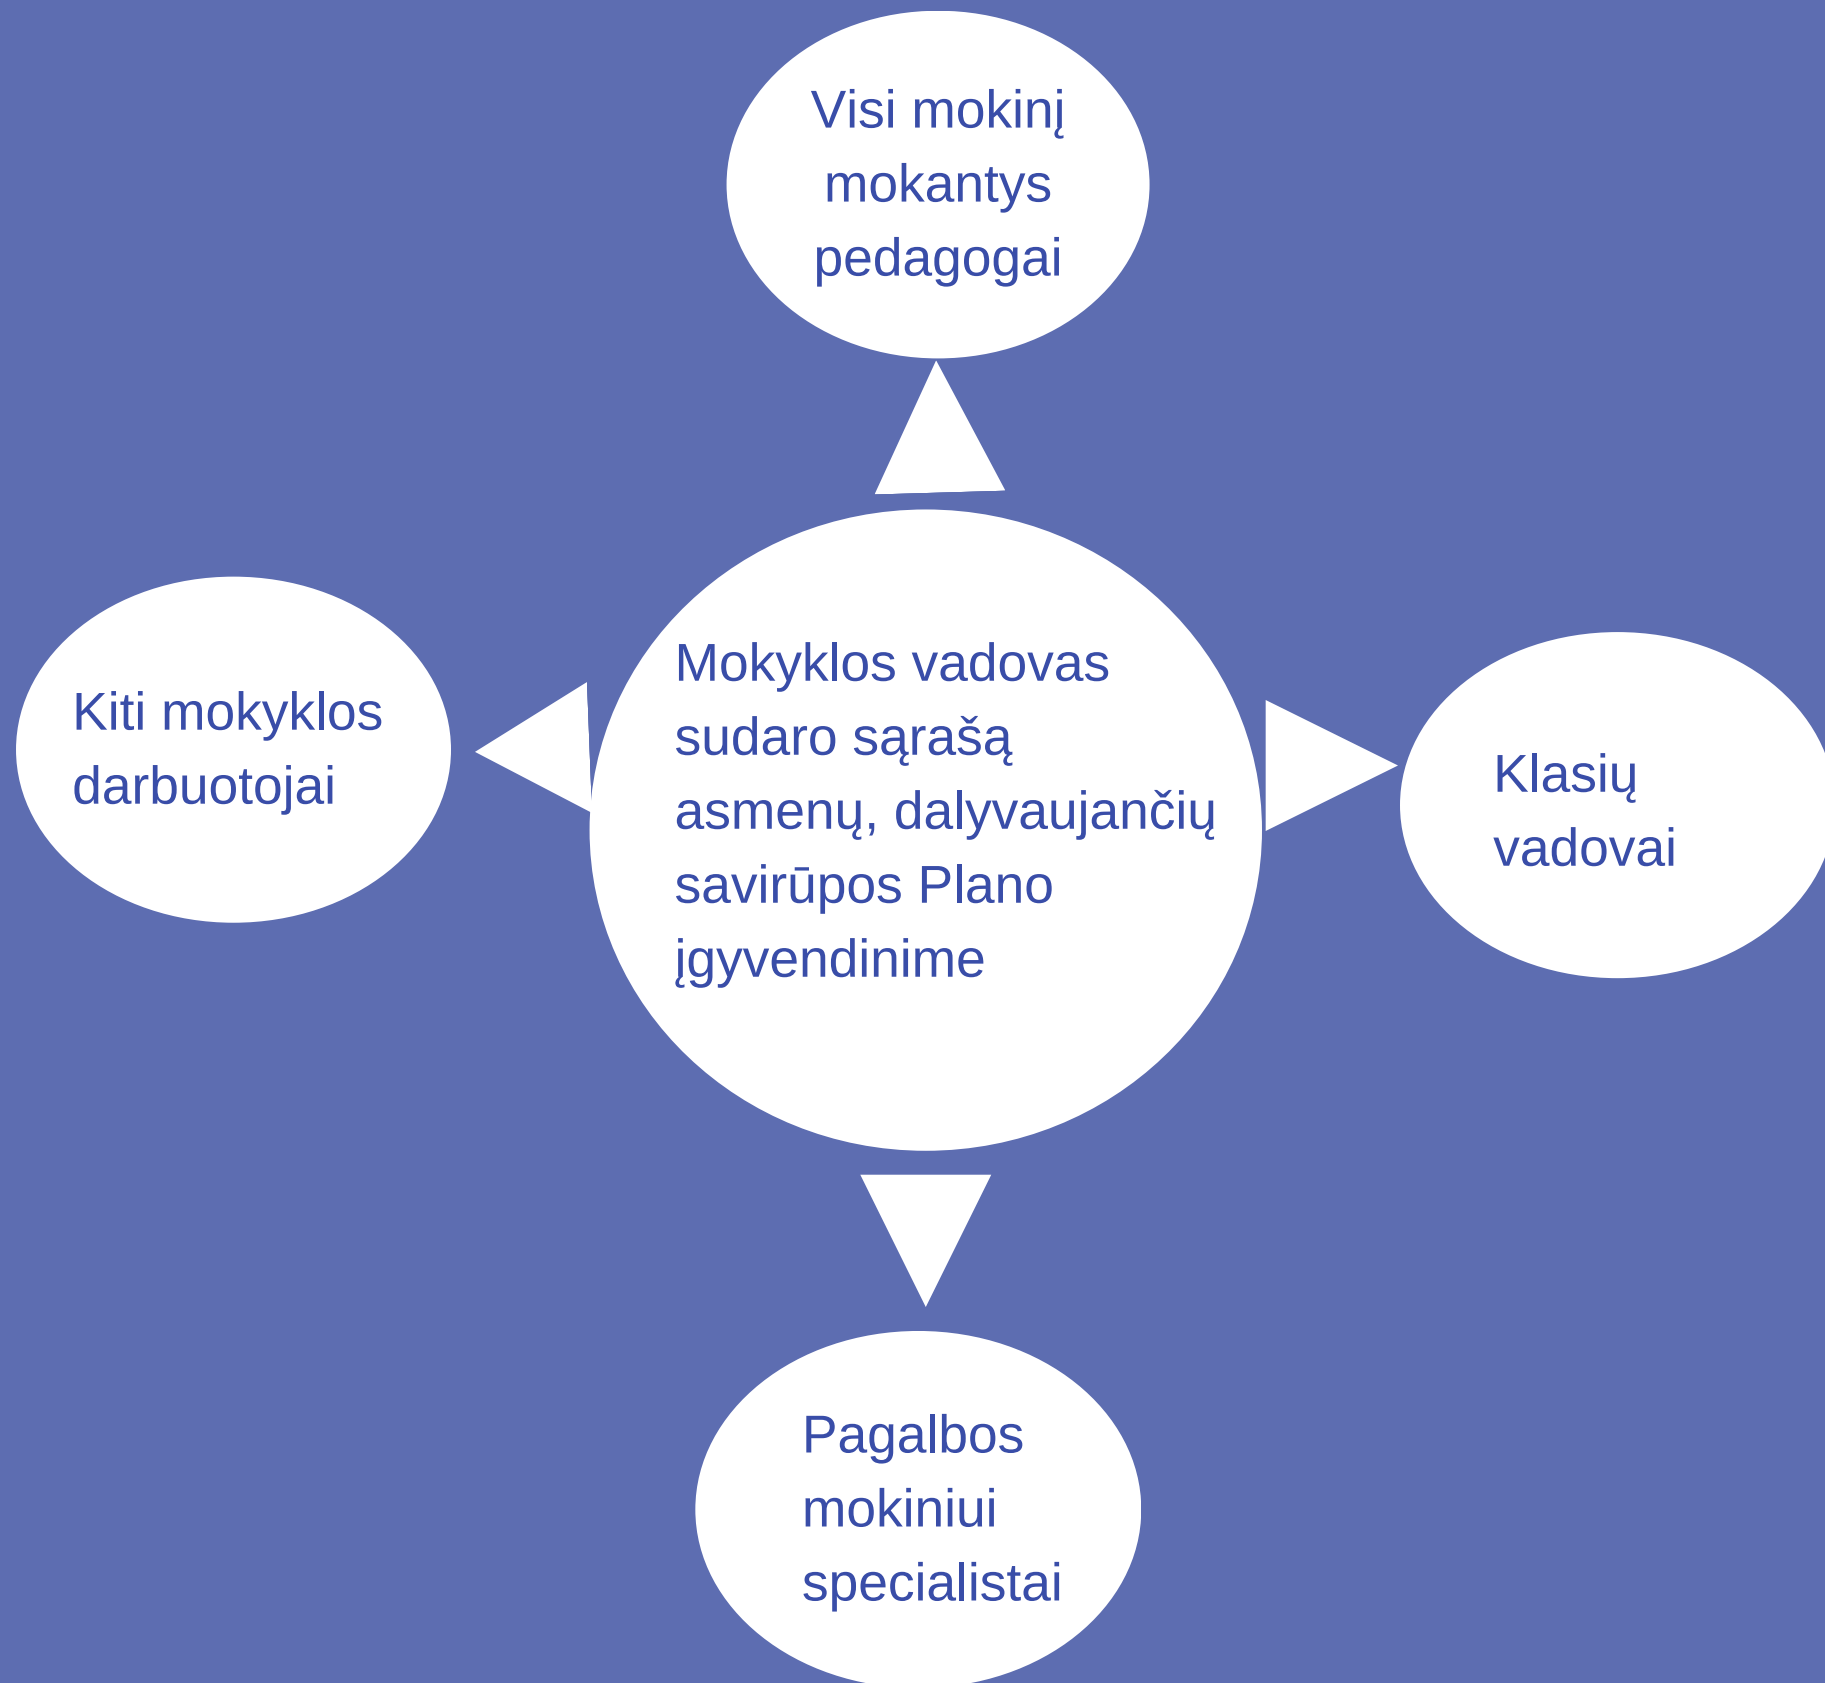 Visi mokinį
mokantys
pedagogai
Kiti mokyklos
darbuotojai
Mokyklos vadovas
sudaro sąrašą
asmenų, dalyvaujančių
savirūpos Plano
įgyvendinime
Klasių
vadovai
Pagalbos
mokiniui
specialistai